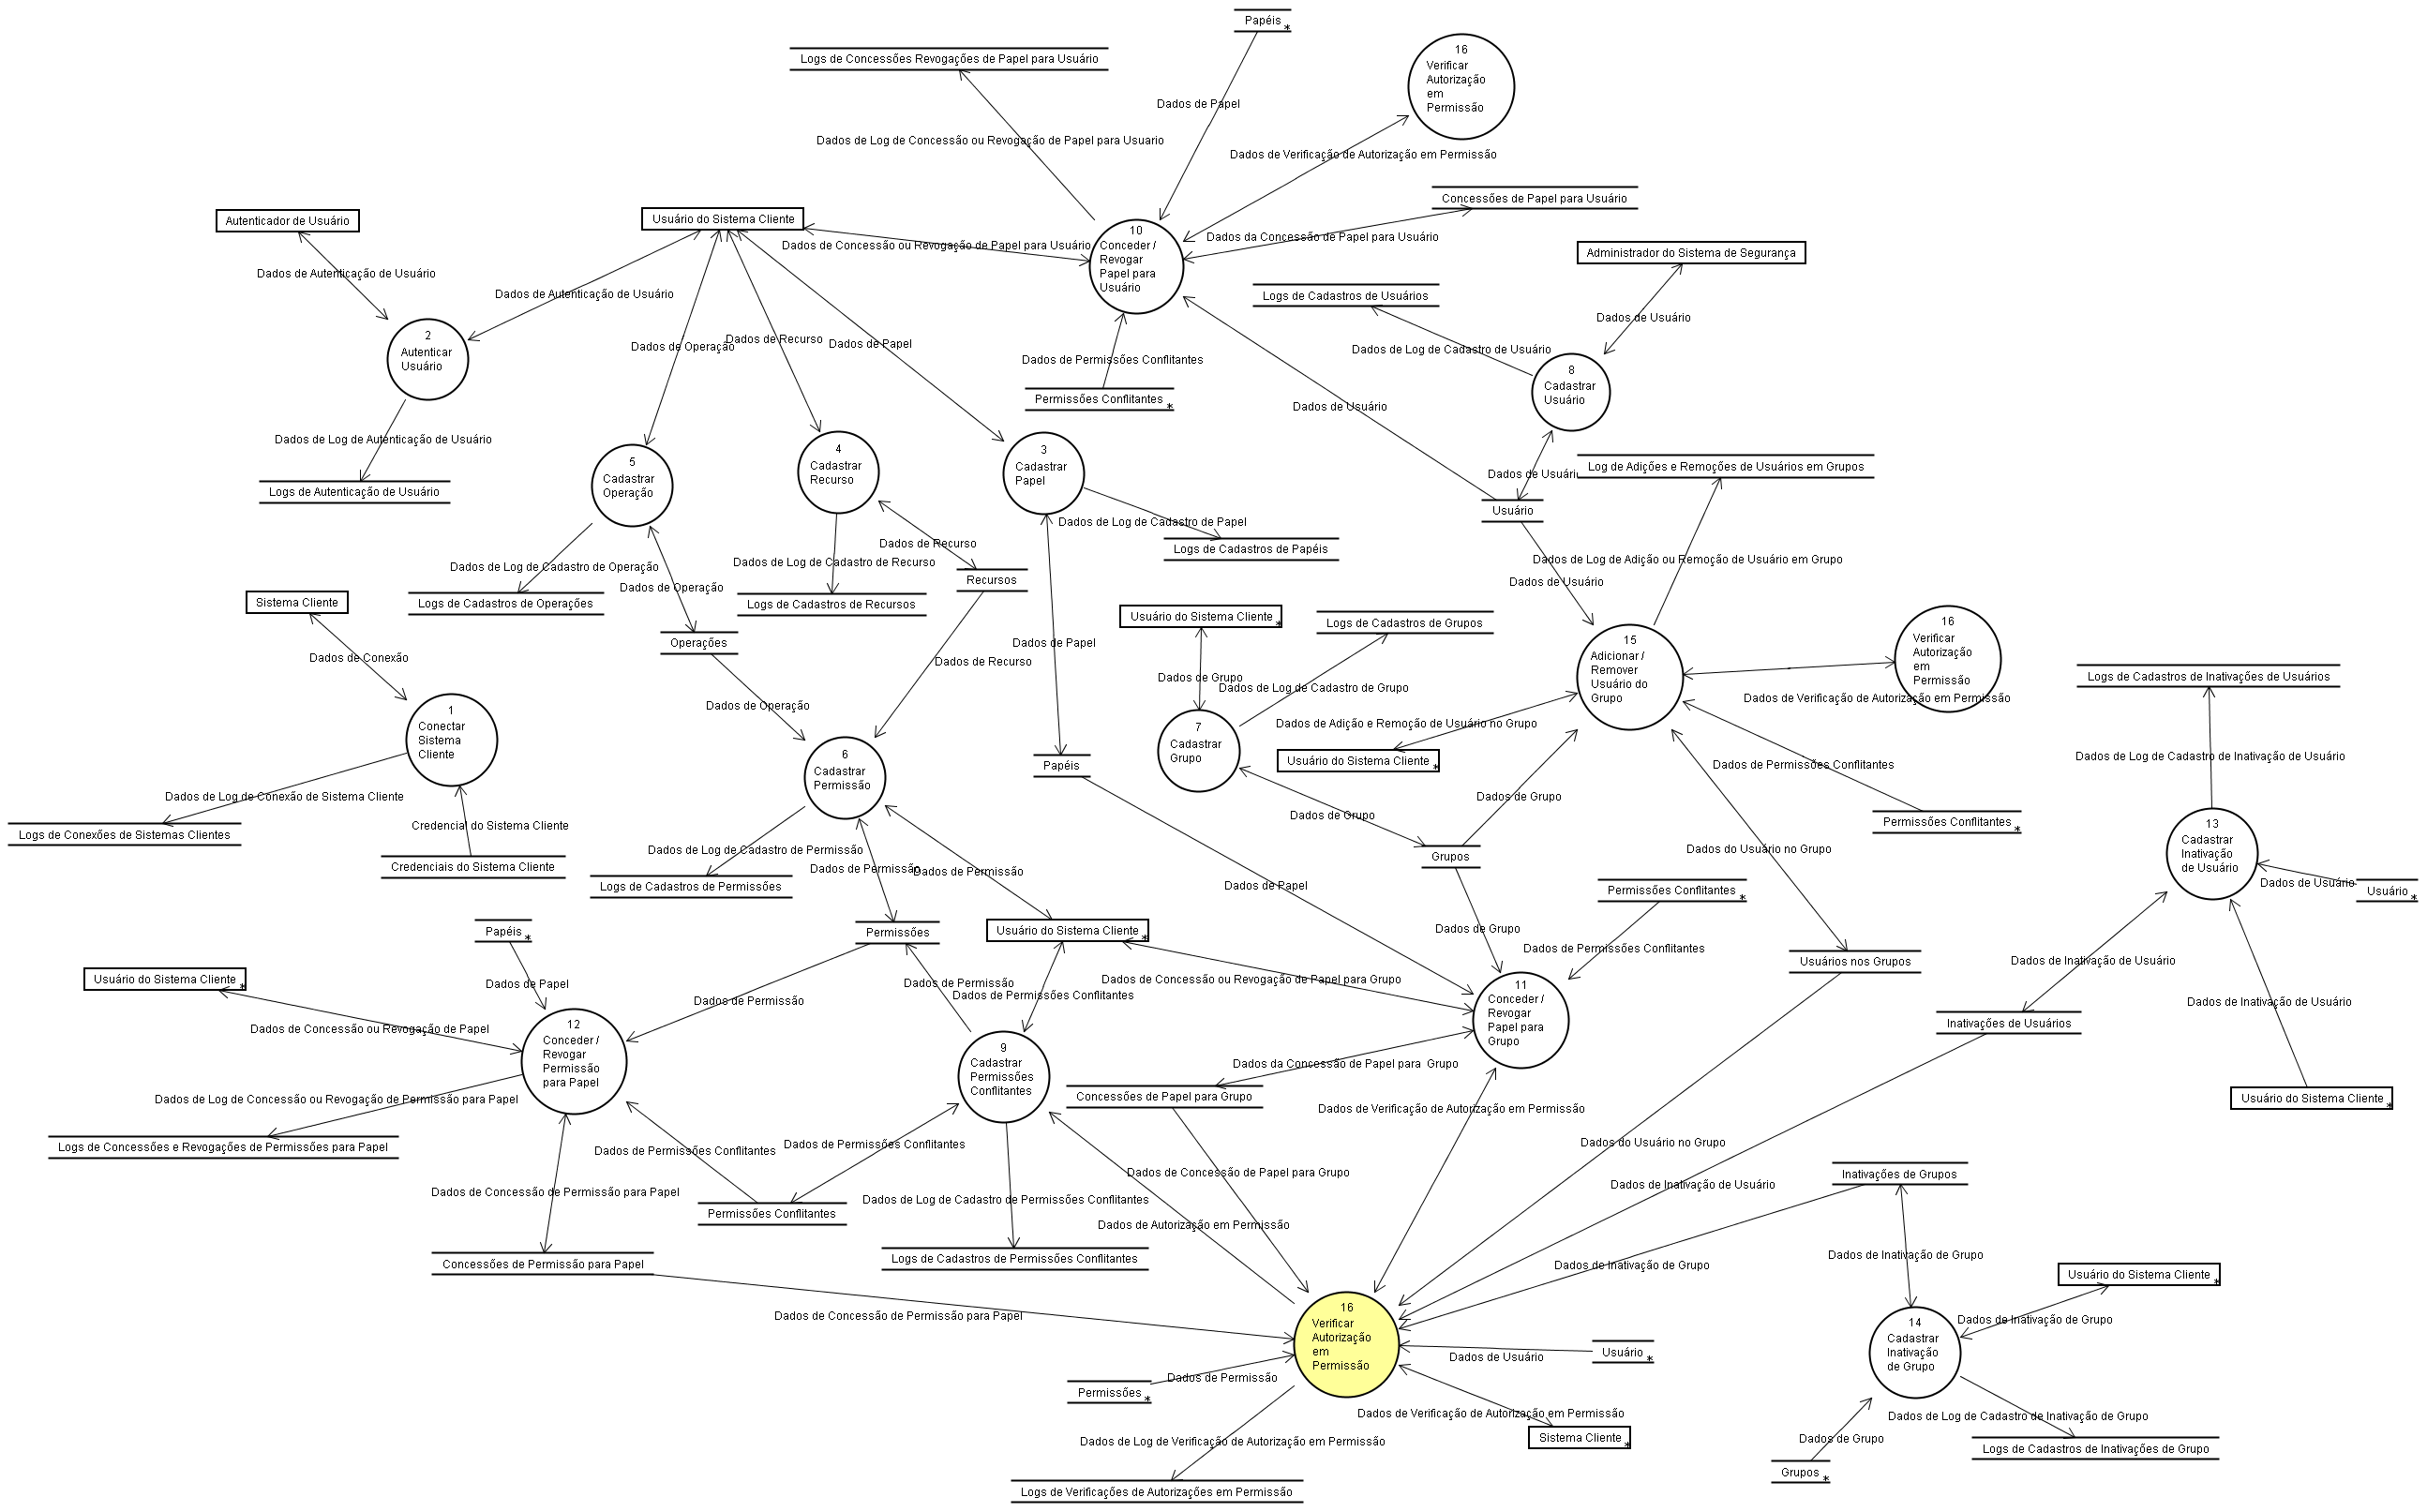 Papéis
*
Logs de Concessões Revogações de Papel para Usuário
16
Verificar
Autorização
em
Permissão
Dados de Papel
Dados de Log de Concessão ou Revogação de Papel para Usuario
Dados de Verificação de Autorização em Permissão
Concessões de Papel para Usuário
Autenticador de Usuário
Usuário do Sistema Cliente
10
Conceder /
Revogar
Papel para
Usuário
Dados de Concessão ou Revogação de Papel para Usuário
Dados da Concessão de Papel para Usuário
Administrador do Sistema de Segurança
Dados de Autenticação de Usuário
Dados de Autenticação de Usuário
Logs de Cadastros de Usuários
Dados de Usuário
2
Autenticar
Usuário
Dados de Operação
Dados de Recurso
Dados de Papel
Dados de Permissões Conflitantes
Dados de Log de Cadastro de Usuário
8
Cadastrar
Usuário
Permissões Conflitantes
*
Dados de Usuário
Dados de Log de Autenticação de Usuário
5
Cadastrar
Operação
4
Cadastrar
Recurso
3
Cadastrar
Papel
Dados de Usuári
Log de Adições e Remoções de Usuários em Grupos
Logs de Autenticação de Usuário
Usuário
Dados de Log de Cadastro de Papel
Dados de Recurso
Logs de Cadastros de Papéis
Dados de Log de Cadastro de Operação
Dados de Log de Cadastro de Recurso
Dados de Operação
Recursos
Dados de Log de Adição ou Remoção de Usuário em Grupo
Dados de Usuário
Sistema Cliente
Logs de Cadastros de Operações
Logs de Cadastros de Recursos
Usuário do Sistema Cliente
*
Logs de Cadastros de Grupos
Operações
Dados de Papel
15
Adicionar /
Remover
Usuário do
Grupo
16
Verificar
Autorização
em
Permissão
Dados de Conexão
Dados de Recurso
Dados de Grupo
Dados de Log de Cadastro de Grupo
Dados de Verificação de Autorização em Permissão
Logs de Cadastros de Inativações de Usuários
1
Conectar
Sistema
Cliente
Dados de Operação
7
Cadastrar
Grupo
Dados de Adição e Remoção de Usuário no Grupo
Usuário do Sistema Cliente
*
6
Cadastrar
Permissão
Papéis
Dados de Permissões Conflitantes
Dados de Log de Cadastro de Inativação de Usuário
Dados de Log de Conexão de Sistema Cliente
Dados de Grupo
Dados de Grupo
Logs de Conexões de Sistemas Clientes
Credencial do Sistema Cliente
Permissões Conflitantes
*
13
Cadastrar
Inativação
de Usuário
Credenciais do Sistema Cliente
Dados de Log de Cadastro de Permissão
Dados de Permissão
Dados de Permissão
Dados do Usuário no Grupo
Grupos
Logs de Cadastros de Permissões
Dados de Papel
Permissões Conflitantes
*
Dados de Usuário
Usuário
*
Papéis
*
Permissões
Usuário do Sistema Cliente
*
Dados de Grupo
Dados de Permissões Conflitantes
Usuários nos Grupos
Dados de Inativação de Usuário
Usuário do Sistema Cliente
*
Dados de Papel
Dados de Permissão
Dados de Permissões Conflitantes
Dados de Concessão ou Revogação de Papel para Grupo
11
Conceder /
Revogar
Papel para
Grupo
Dados de Inativação de Usuário
Dados de Permissão
Dados de Concessão ou Revogação de Papel
12
Conceder /
Revogar
Permissão
para Papel
9
Cadastrar
Permissões
Conflitantes
Inativações de Usuários
Dados da Concessão de Papel para  Grupo
Dados de Log de Concessão ou Revogação de Permissão para Papel
Concessões de Papel para Grupo
Usuário do Sistema Cliente
*
Dados de Verificação de Autorização em Permissão
Logs de Concessões e Revogações de Permissões para Papel
Dados de Permissões Conflitantes
Dados de Permissões Conflitantes
Dados do Usuário no Grupo
Dados de Concessão de Papel para Grupo
Inativações de Grupos
Dados de Concessão de Permissão para Papel
Dados de Log de Cadastro de Permissões Conflitantes
Dados de Inativação de Usuário
Permissões Conflitantes
Dados de Autorização em Permissão
Concessões de Permissão para Papel
Logs de Cadastros de Permissões Conflitantes
Dados de Inativação de Grupo
Dados de Inativação de Grupo
Usuário do Sistema Cliente
*
Dados de Concessão de Permissão para Papel
16
Verificar
Autorização
em
Permissão
Dados de Inativação de Grupo
14
Cadastrar
Inativação
de Grupo
Usuário
*
Dados de Usuário
Dados de Permissão
Permissões
*
Dados de Verificação de Autorização em Permissão
Dados de Log de Cadastro de Inativação de Grupo
Dados de Log de Verificação de Autorização em Permissão
Sistema Cliente
*
Dados de Grupo
Logs de Cadastros de Inativações de Grupo
Grupos
*
Logs de Verificações de Autorizações em Permissão